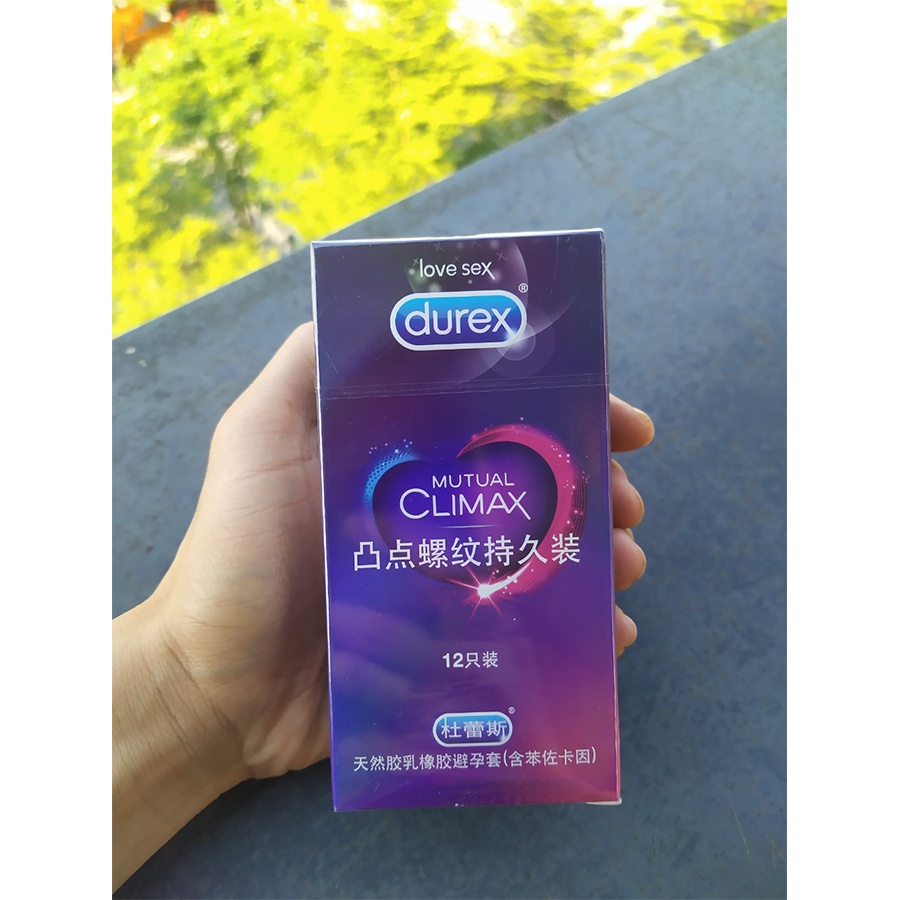 love sex
durex®
MUTUAL
CLIMAX
凸点螺纹持久装
12只装
杜蕾斯®
天然胶乳橡胶避孕套(含苯佐卡因)